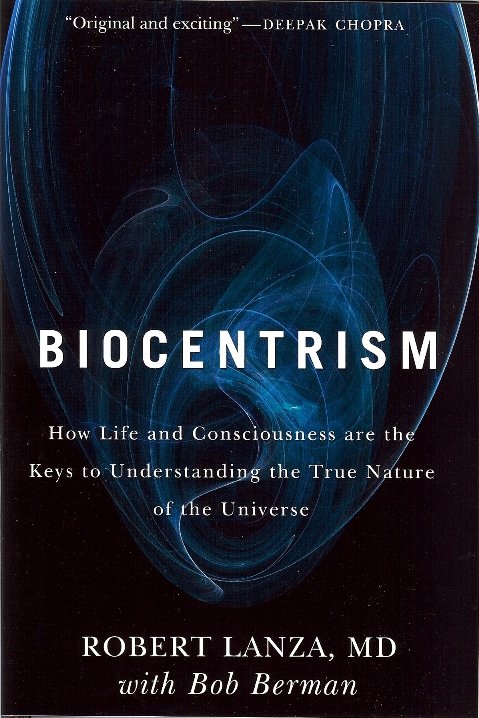 “Original and exciting” —DEEPAK CHOPRA
BIOCENTRISM
How Life and Consciousness are the
Keys to Understanding the True Nature
of the Universe
ROBERT LANZA, MD
with Bob Berman